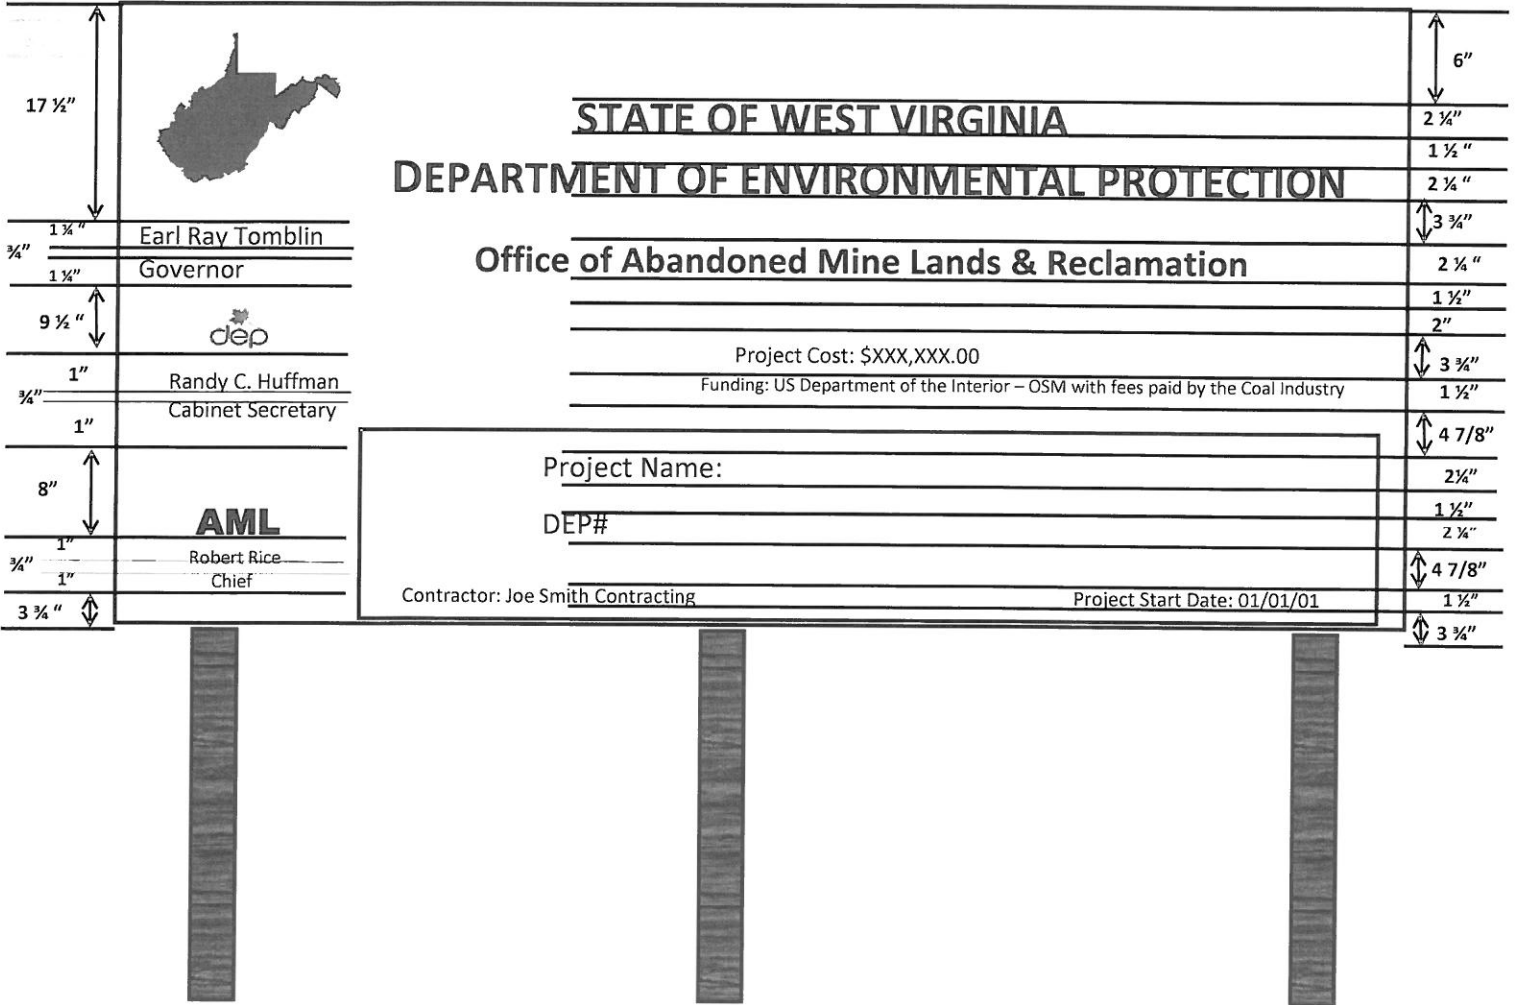 17 ½”
1 ¼ “
¾”
1 ¼”
9 ½ “
1”
¾”
1”
8”
1”
¾”
1”
3 ¾ “
Earl Ray Tomblin
Governor
dep
Randy C. Huffman
Cabinet Secretary
AML
Robert Rice
Chief
STATE OF WEST VIRGINIA
DEPARTMENT OF ENVIRONMENTAL PROTECTION
Office of Abandoned Mine Lands & Reclamation
Project Cost: $XXX,XXX.00
Funding: US Department of the Interior – OSM with fees paid by the Coal Industry
Project Name:
DEP#
Contractor: Joe Smith Contracting
Project Start Date: 01/01/01
6”
2 ¼”
1 ½ “
2 ¼ “
3 ¾”
2 ¼ “
1 ½”
2”
3 ¾”
1 ½”
4 7/8”
2¼”
1 ½”
2 ¼”
4 7/8”
1 ½”
3 ¾”